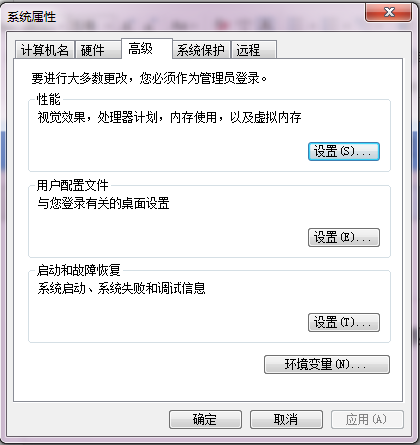 系统属性
计算机名 硬件 高级 系统保护 远程
要进行大多数更改，您必须作为管理员登录。
性能
视觉效果，处理器计划，内存使用，以及虚拟内存
设置(S)...
用户配置文件
与您登录有关的桌面设置
设置(E)...
启动和故障恢复
系统启动、系统失败和调试信息
设置(T)...
环境变量(N)...
确定 取消 应用(A)